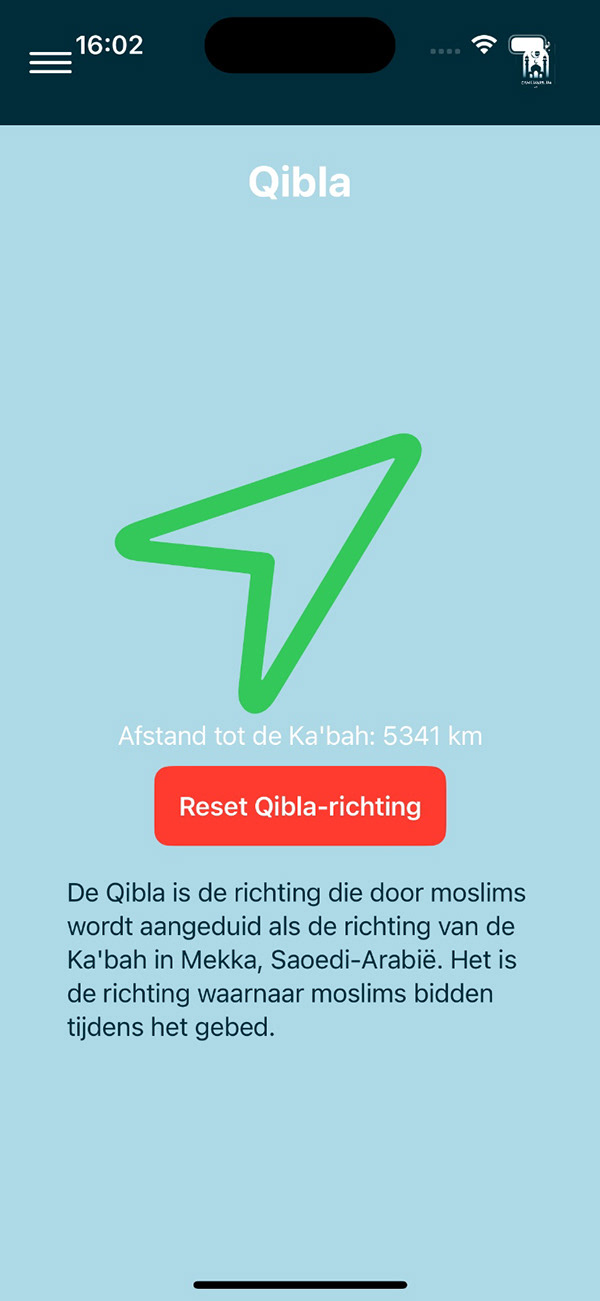 16:02
Qibla
Afstand tot de Ka'bah: 5341 km
Reset Qibla-richting
De Qibla is de richting die door moslims
wordt aangeduid als de richting van de
Ka'bah in Mekka, Saoedi-Arabië. Het is
de richting waarnaar moslims bidden
tijdens het gebed.